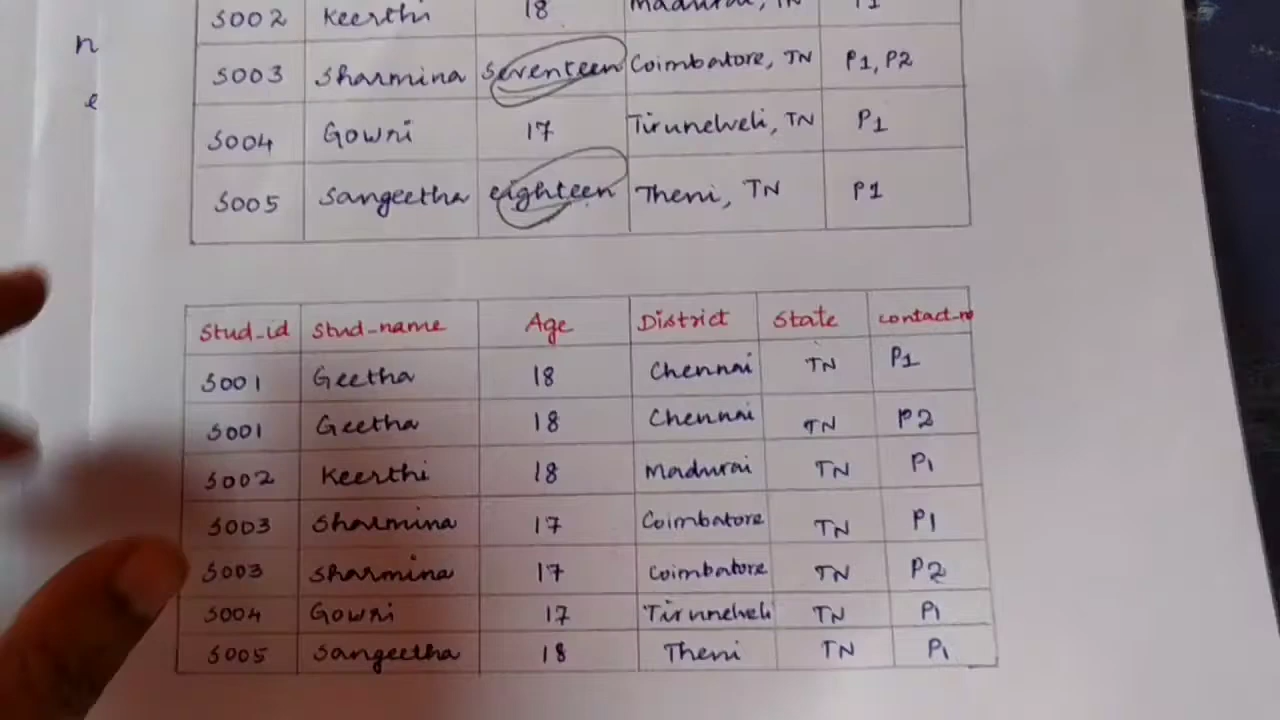 n
e
S002 Keerthi 18 Madurai, TN P1
S003 Sharmina seventeen Coimbatore, TN P1, P2
S004 Gowri 17 Tirunelveli, TN P1
S005 Sangeetha eighteen Theni, TN P1
Stud_id Stud_name Age District State
S001 Geetha 18 Chennai TN P1
S001 Geetha 18 Chennai TN P2
S002 Keerthi 18 Madurai TN P1
S003 Sharmina 17 Coimbatore TN P1
S003 Sharmina 17 Coimbatore TN P2
S004 Gowri 17 Tirunelveli TN P1
S005 Sangeetha 18 Theni TN P1